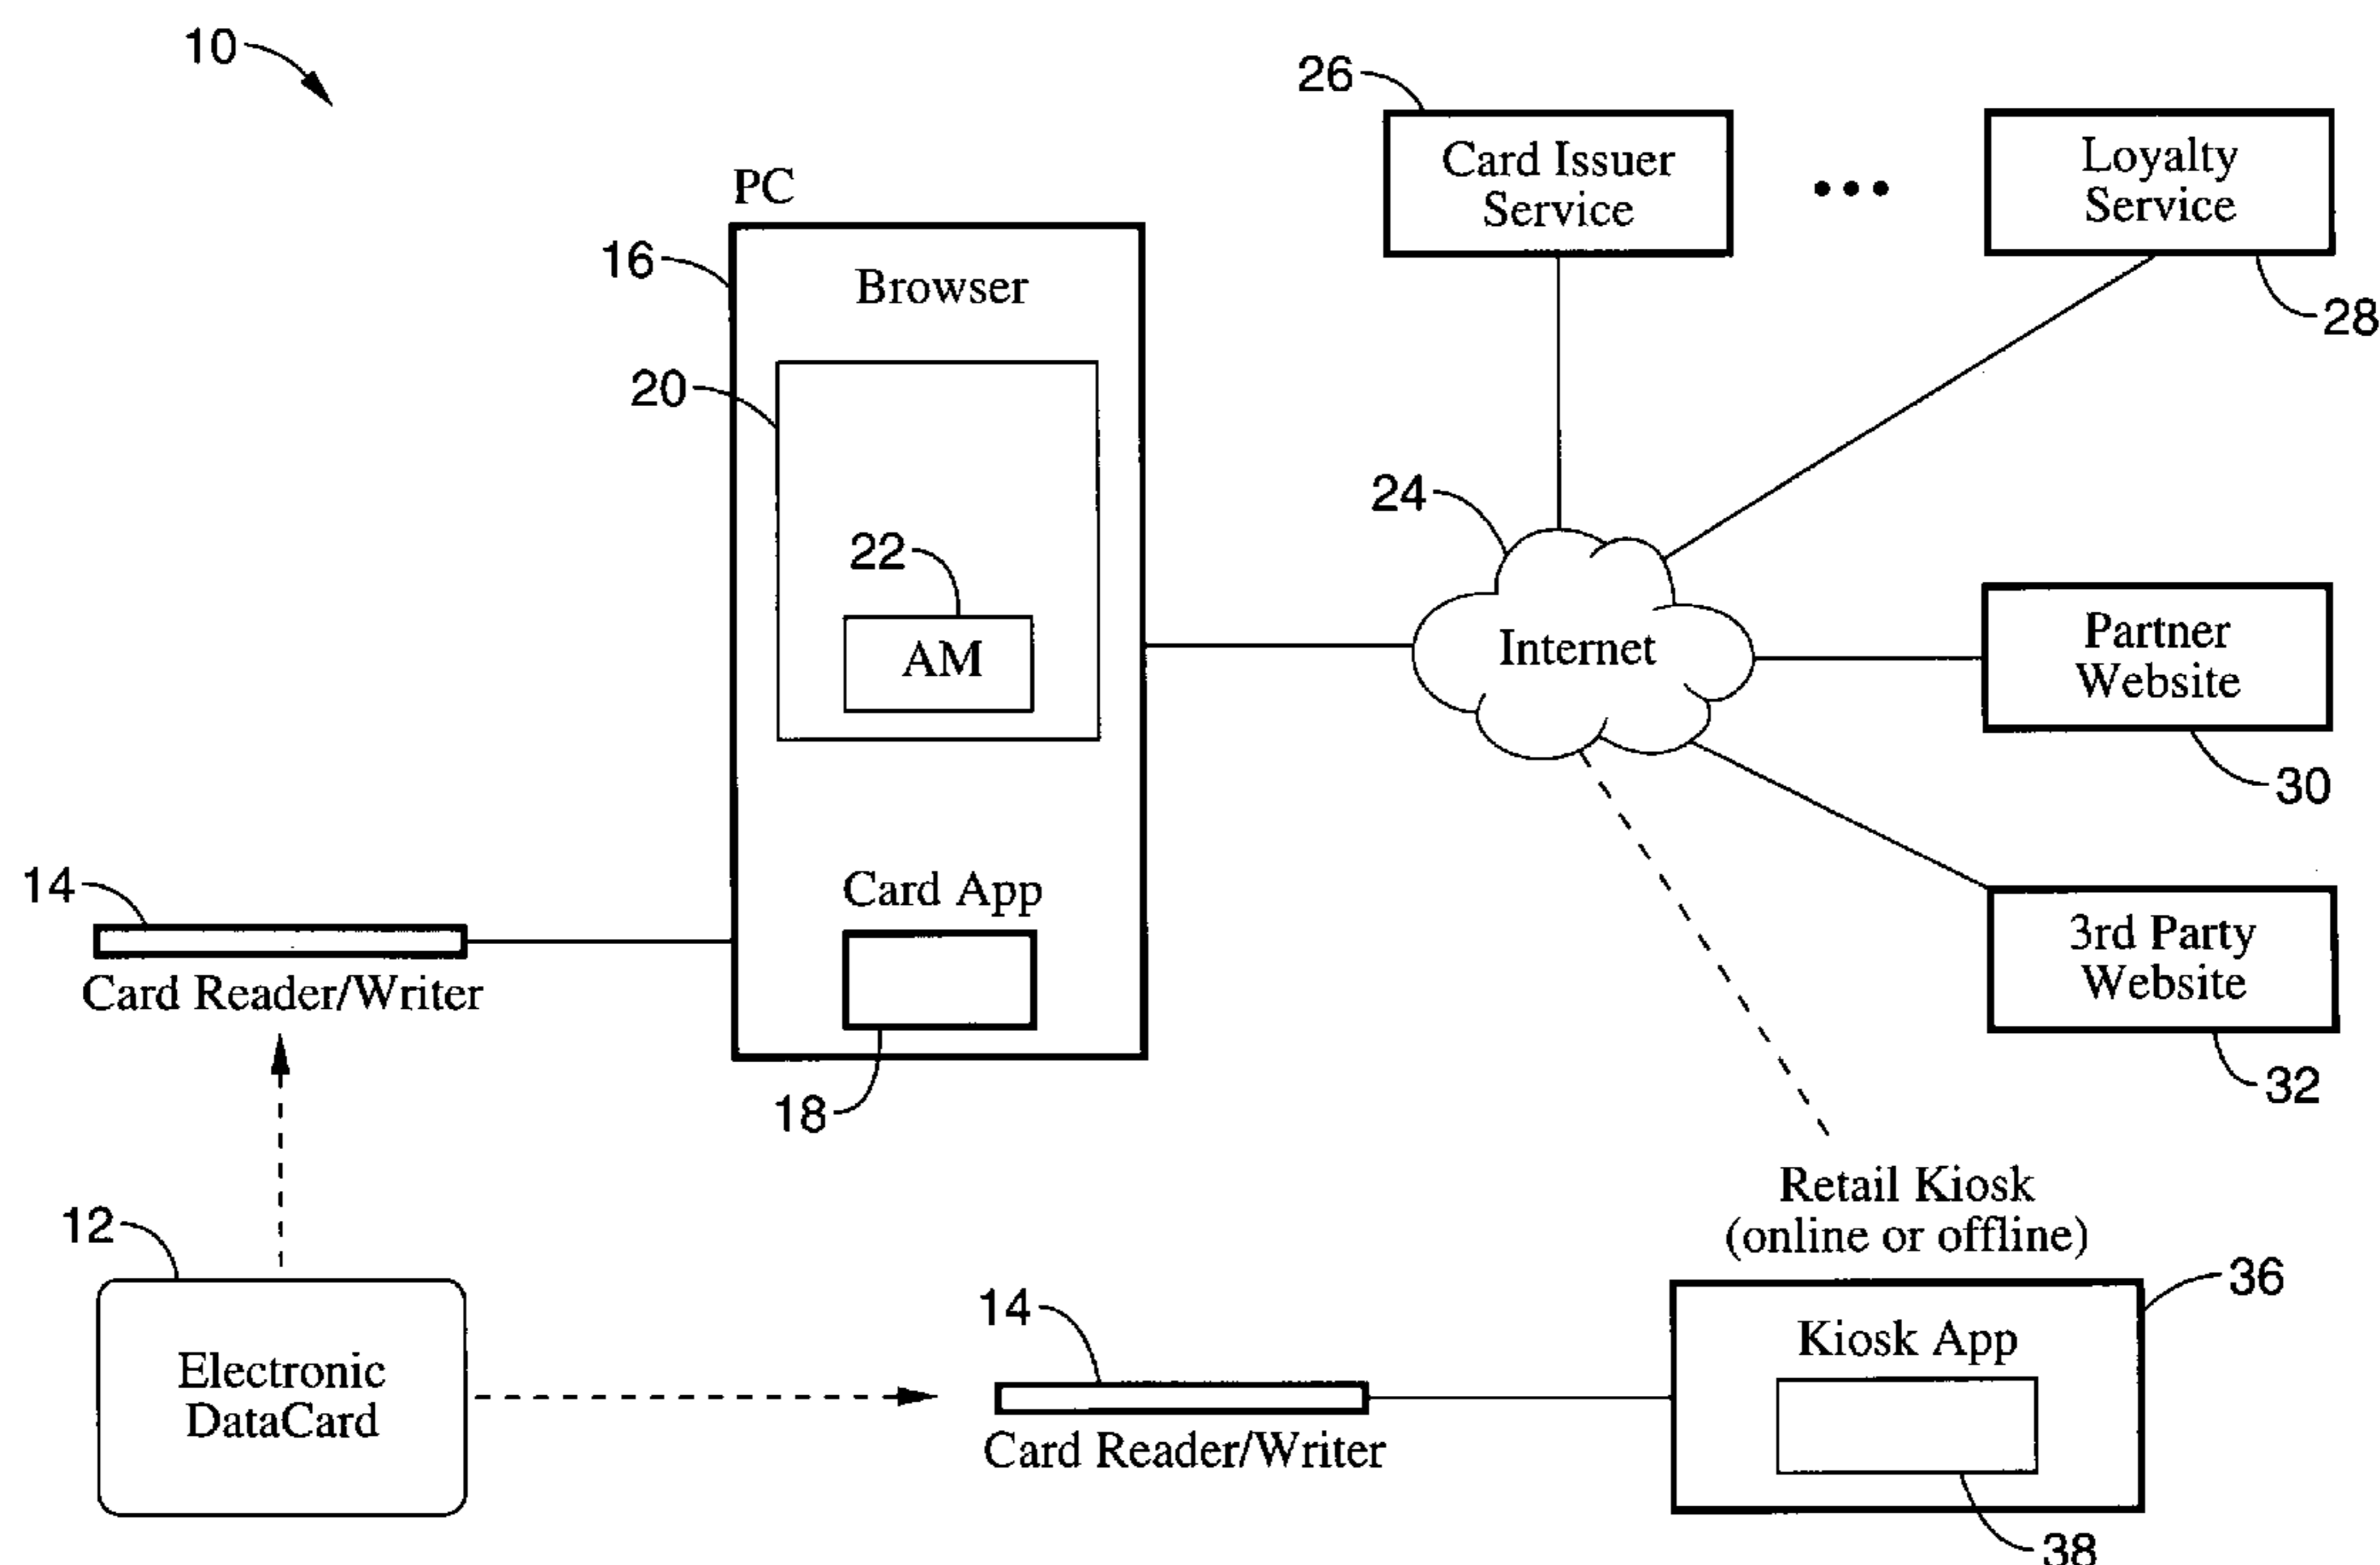 10
26
Card Issuer
Service
Loyalty
Service
28
PC
16
Browser
20
22
AM
24
Internet
Partner
Website
30
14
Card Reader/Writer
Card App
18
3rd Party
Website
32
12
Electronic
DataCard
14
Card Reader/Writer
Retail Kiosk
(online or offline)
36
Kiosk App
38